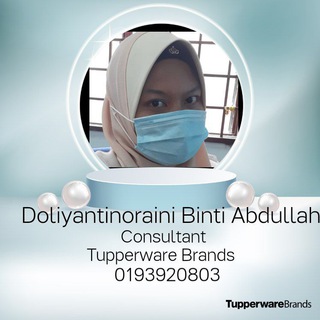 Doliyantinoraini Binti Abdullah
Consultant
Tupperware Brands
0193920803
TupperwareBrands